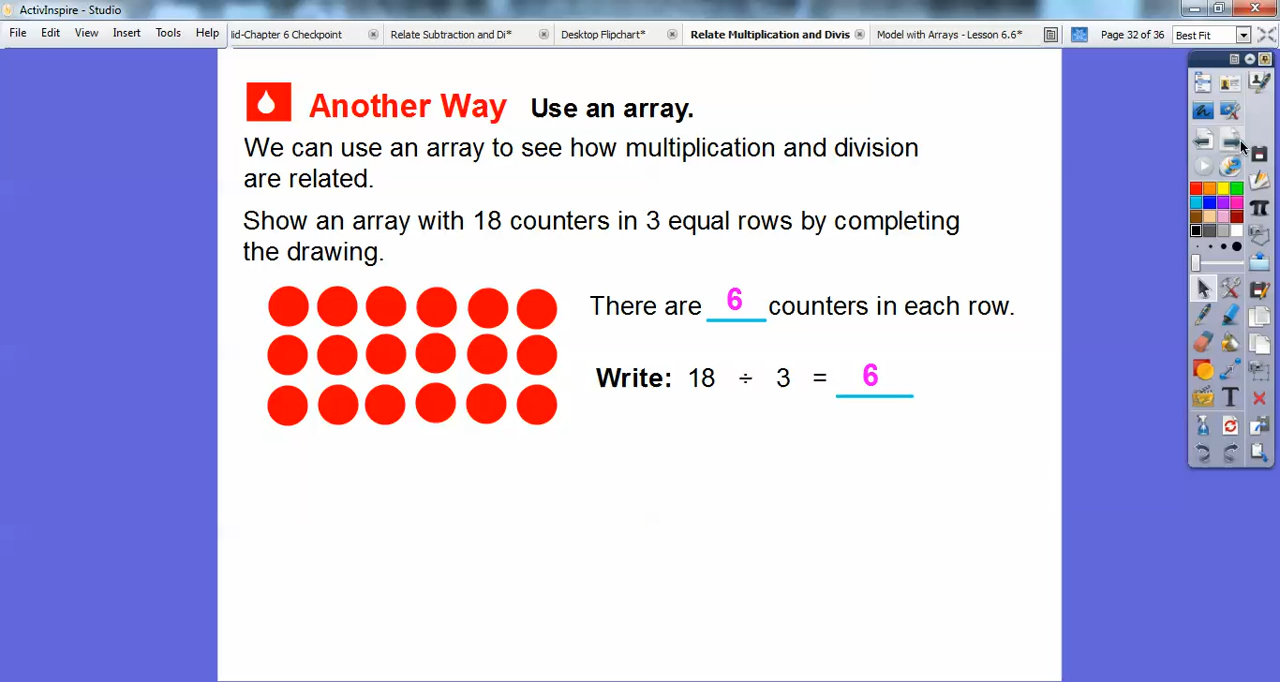 ActivInspire - Studio
File Edit View Insert Tools Help lid-Chapter 6 Checkpoint Relate Subtraction and Di* Desktop Flipchart* Relate Multiplication and Divis Model with Arrays - Lesson 6.6* Page 32 of 36 Best Fit
Another Way Use an array.
We can use an array to see how multiplication and division
are related.
Show an array with 18 counters in 3 equal rows by completing
the drawing.
There are 6 counters in each row.
Write: 18 ÷ 3 = 6